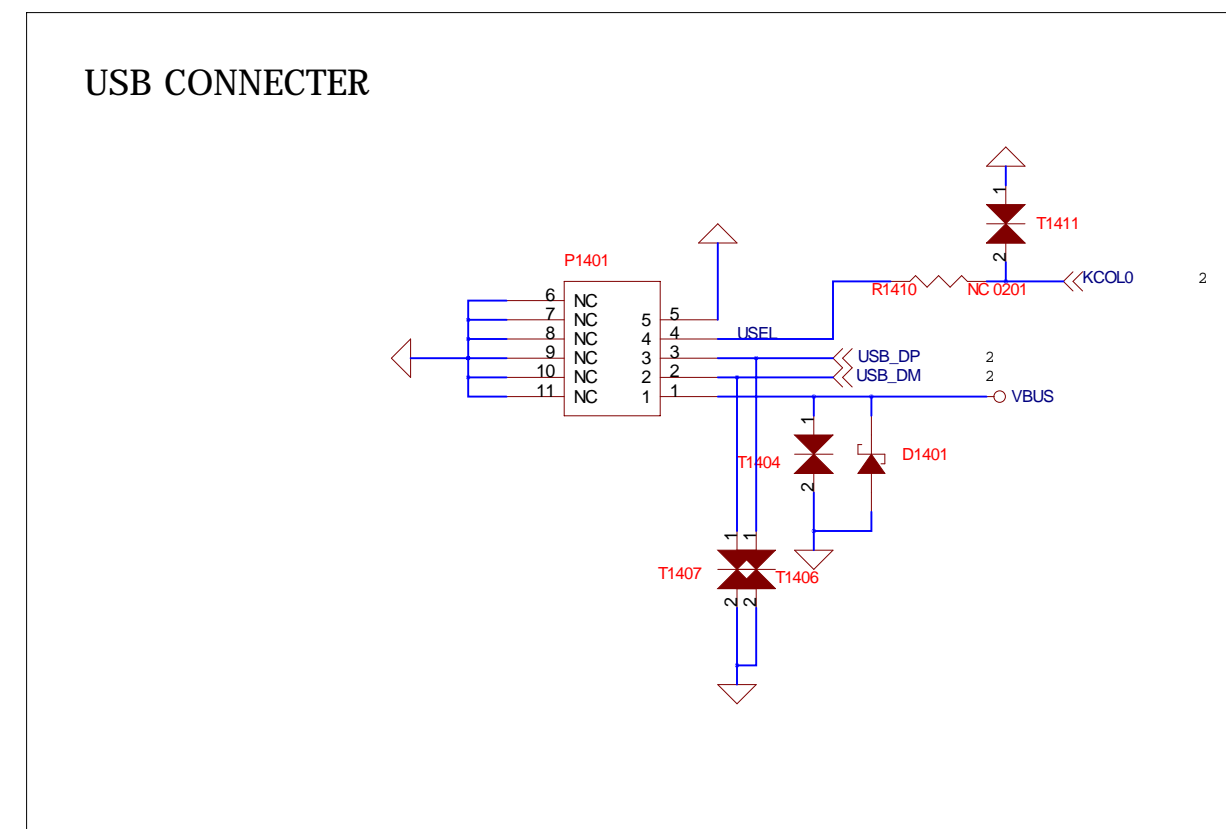 USB CONNECTER
1
T1411
2
P1401
R1410 NC 0201 KCOL0 2
6 NC
7 NC 5 5
8 NC 4 4 USEL
9 NC 3 3 USB_DP 2
10 NC 2 2 USB_DM 2
11 NC 1 1 VBUS
1
T1404 D1401
2
1 1
T1407 T1406
2 2